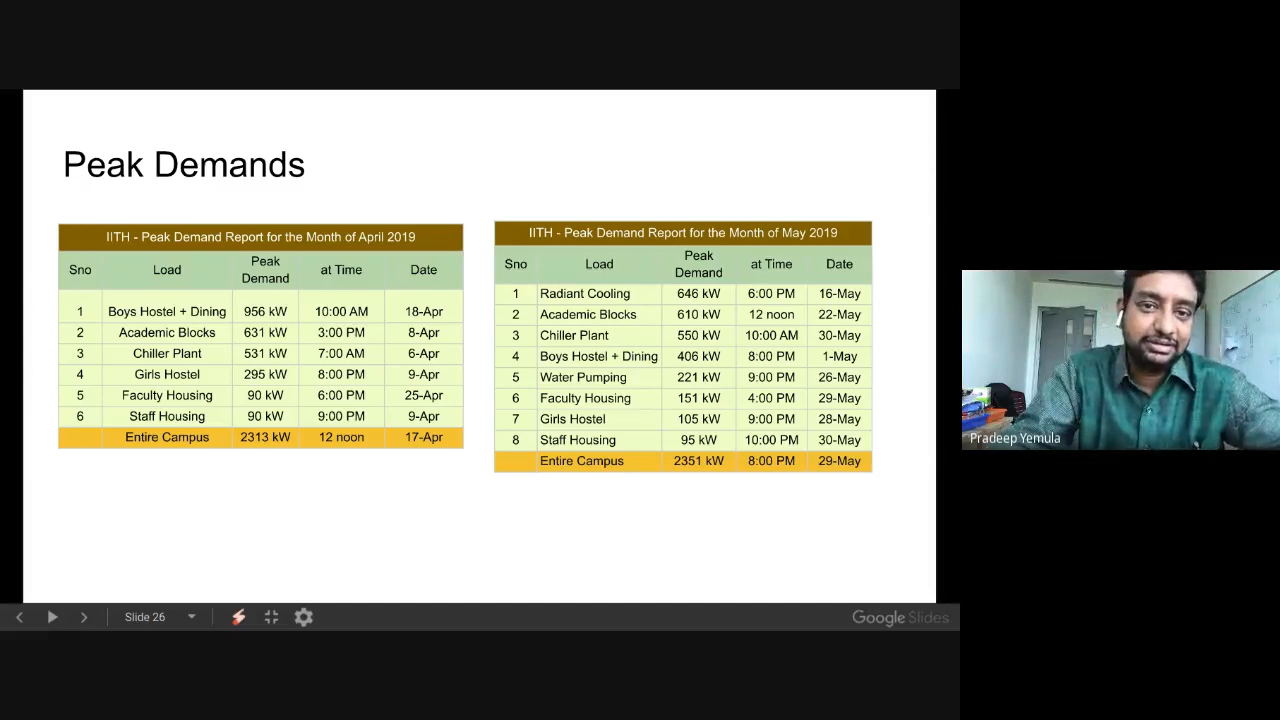 Peak Demands
IITH - Peak Demand Report for the Month of April 2019
Sno Load Peak Demand at Time Date
1 Boys Hostel + Dining 956 kW 10:00 AM 18-Apr
2 Academic Blocks 631 kW 3:00 PM 8-Apr
3 Chiller Plant 531 kW 7:00 AM 6-Apr
4 Girls Hostel 295 kW 8:00 PM 9-Apr
5 Faculty Housing 90 kW 6:00 PM 25-Apr
6 Staff Housing 90 kW 9:00 PM 9-Apr
Entire Campus 2313 kW 12 noon 17-Apr
IITH - Peak Demand Report for the Month of May 2019
Sno Load Peak Demand at Time Date
1 Radiant Cooling 646 kW 6:00 PM 16-May
2 Academic Blocks 610 kW 12 noon 22-May
3 Chiller Plant 550 kW 10:00 AM 30-May
4 Boys Hostel + Dining 406 kW 8:00 PM 1-May
5 Water Pumping 221 kW 9:00 PM 26-May
6 Faculty Housing 151 kW 4:00 PM 29-May
7 Girls Hostel 105 kW 9:00 PM 28-May
8 Staff Housing 95 kW 10:00 PM 30-May
Entire Campus 2351 kW 8:00 PM 29-May
Pradeep Yemula
Slide 26
Google Slides